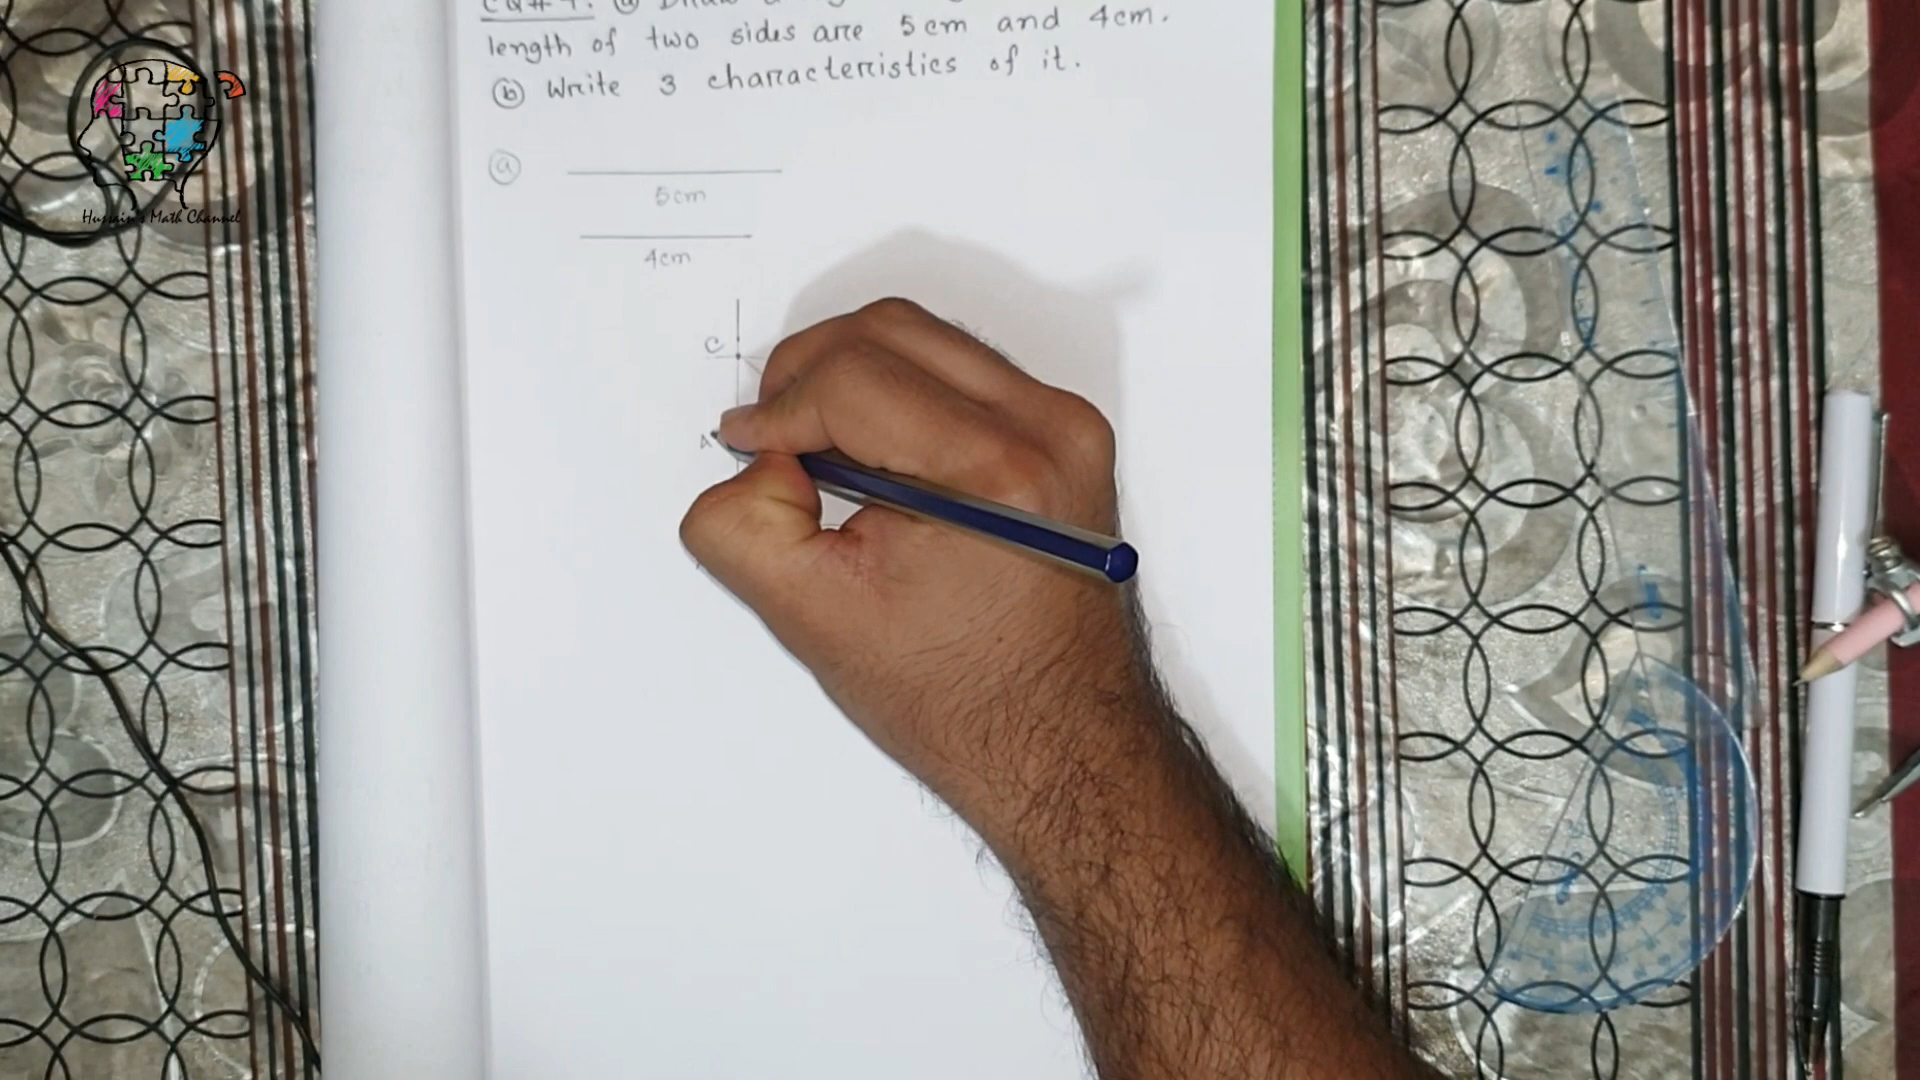 length of two sides are 5cm and 4cm.
ⓑ Write 3 characteristics of it.
ⓐ
5cm
4cm
C
A
Hussain's Math Channel